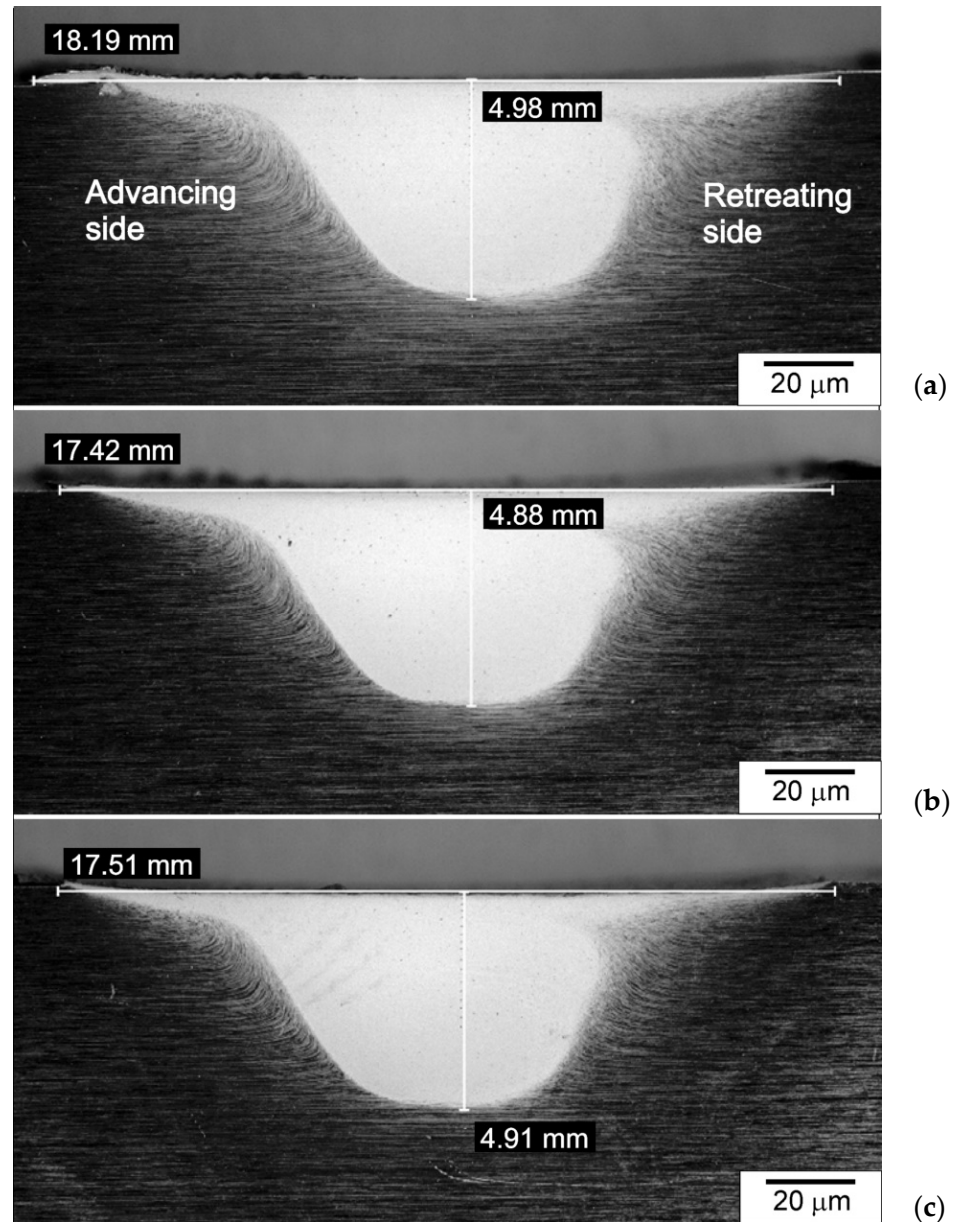 18.19 mm
4.98 mm
Advancing
side
Retreating
side
20 μm
(a)
17.42 mm
4.88 mm
20 μm
(b)
17.51 mm
4.91 mm
20 μm
(c)